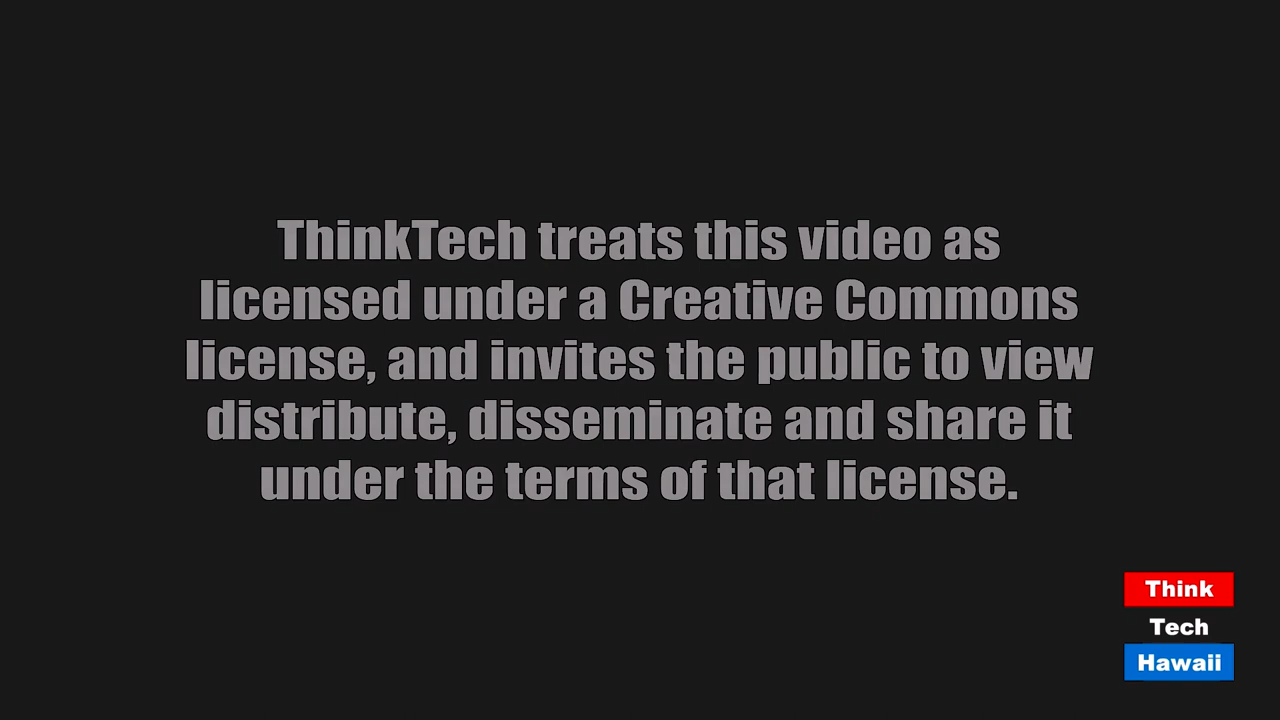 ThinkTech treats this video as
licensed under a Creative Commons
license, and invites the public to view
distribute, disseminate and share it
under the terms of that license.
Think
Tech
Hawaii